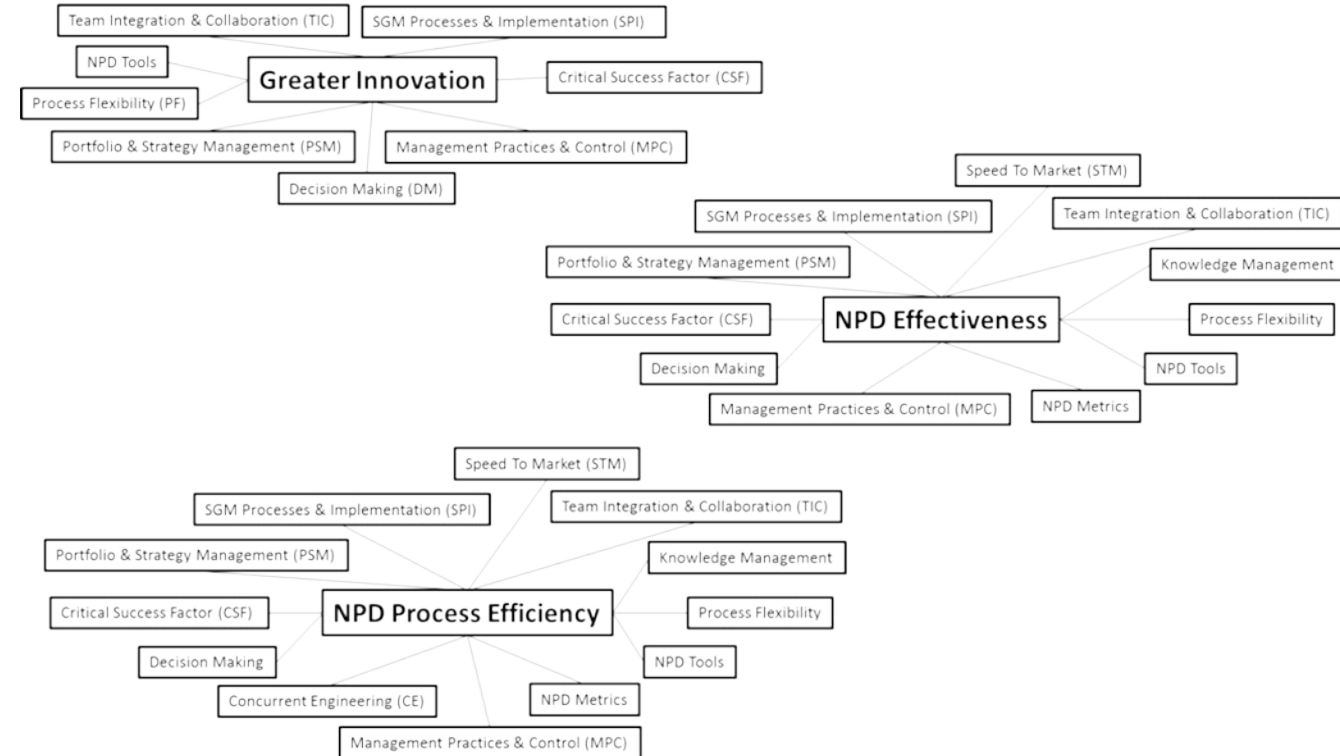 Team Integration & Collaboration (TIC)
SGM Processes & Implementation (SPI)
NPD Tools
Greater Innovation
Critical Success Factor (CSF)
Process Flexibility (PF)
Portfolio & Strategy Management (PSM)
Management Practices & Control (MPC)
Decision Making (DM)
Speed To Market (STM)
SGM Processes & Implementation (SPI)
Team Integration & Collaboration (TIC)
Portfolio & Strategy Management (PSM)
Knowledge Management
Critical Success Factor (CSF)
NPD Effectiveness
Process Flexibility
Decision Making
NPD Tools
Management Practices & Control (MPC)
NPD Metrics
Speed To Market (STM)
SGM Processes & Implementation (SPI)
Team Integration & Collaboration (TIC)
Portfolio & Strategy Management (PSM)
Knowledge Management
Critical Success Factor (CSF)
NPD Process Efficiency
Process Flexibility
Decision Making
NPD Tools
Concurrent Engineering (CE)
NPD Metrics
Management Practices & Control (MPC)